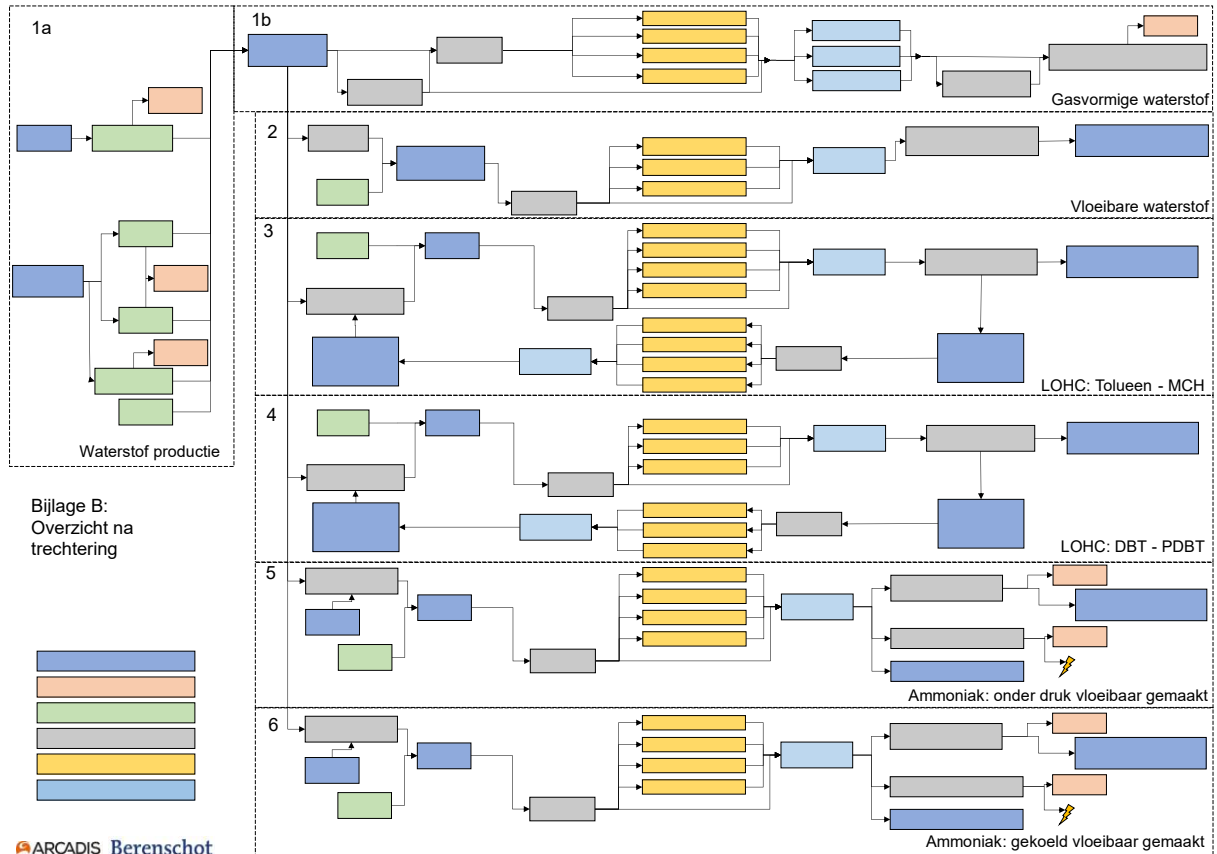 1a
1b
Gasvormige waterstof
2
Vloeibare waterstof
3
LOHC: Tolueen - MCH
Waterstof productie
4
LOHC: DBT - PDBT
Bijlage B:
Overzicht na
trechtering
5
Ammoniak: onder druk vloeibaar gemaakt
6
Ammoniak: gekoeld vloeibaar gemaakt
ARCADIS Berenschot